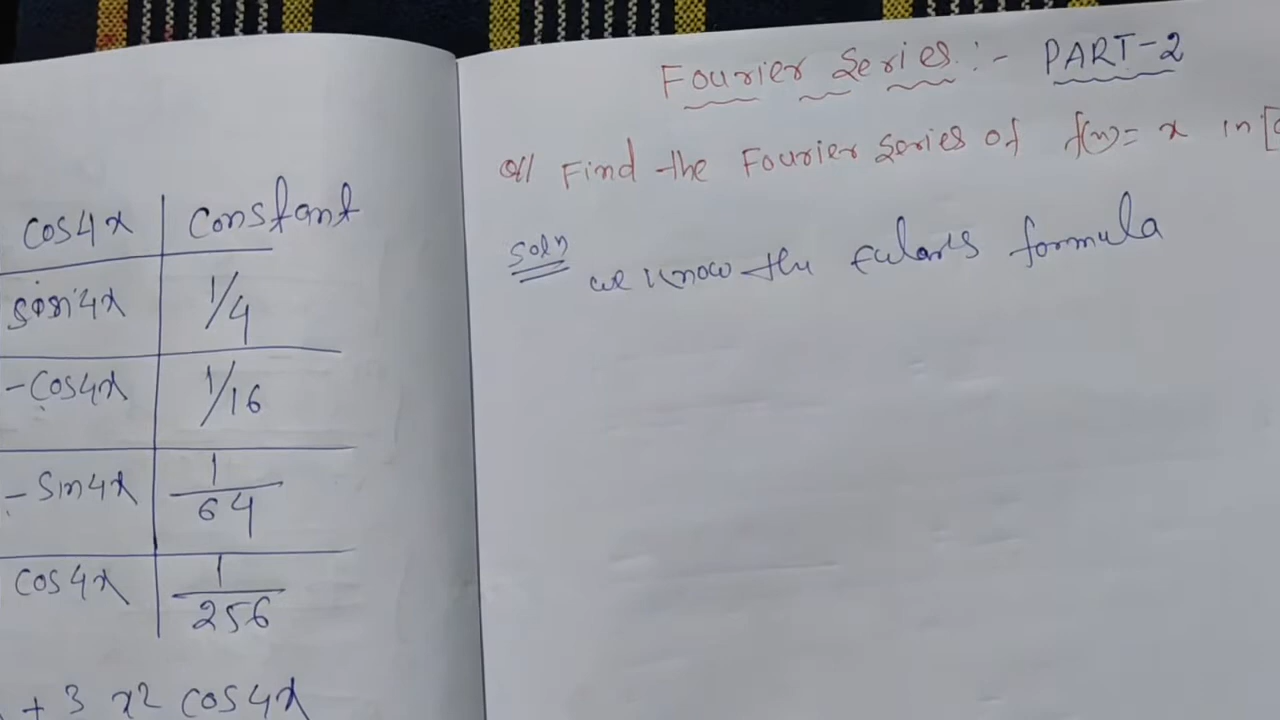 cos4x constant
sin4x 1/4
-cos4x 1/16
- sin4x 1/64
cos4x 1/256
+ 3 x2 cos4x
Fourier Series :- PART-2
Q1/ Find the Fourier Series of f(x)= x in [
Soln
we know the eular's formula